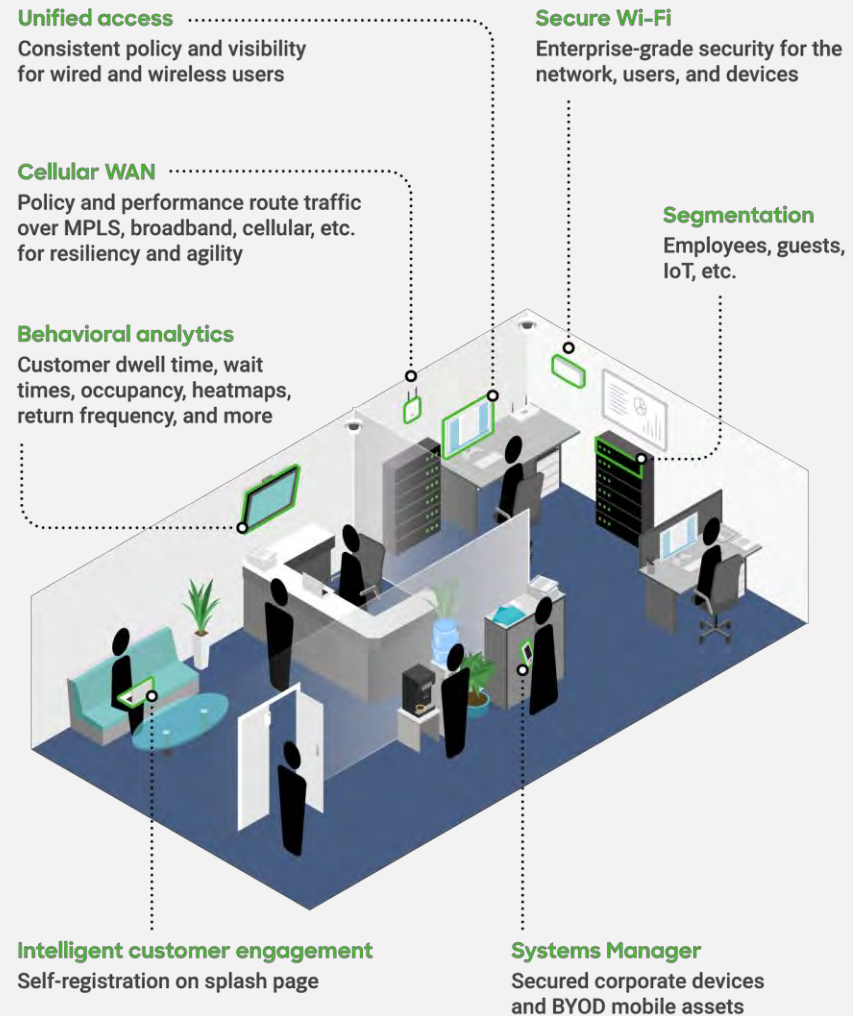 Unified access
Consistent policy and visibility
for wired and wireless users
Secure Wi-Fi
Enterprise-grade security for the
network, users, and devices
Cellular WAN
Policy and performance route traffic
over MPLS, broadband, cellular, etc.
for resiliency and agility
Segmentation
Employees, guests,
IoT, etc.
Behavioral analytics
Customer dwell time, wait
times, occupancy, heatmaps,
return frequency, and more
Intelligent customer engagement
Self-registration on splash page
Systems Manager
Secured corporate devices
and BYOD mobile assets